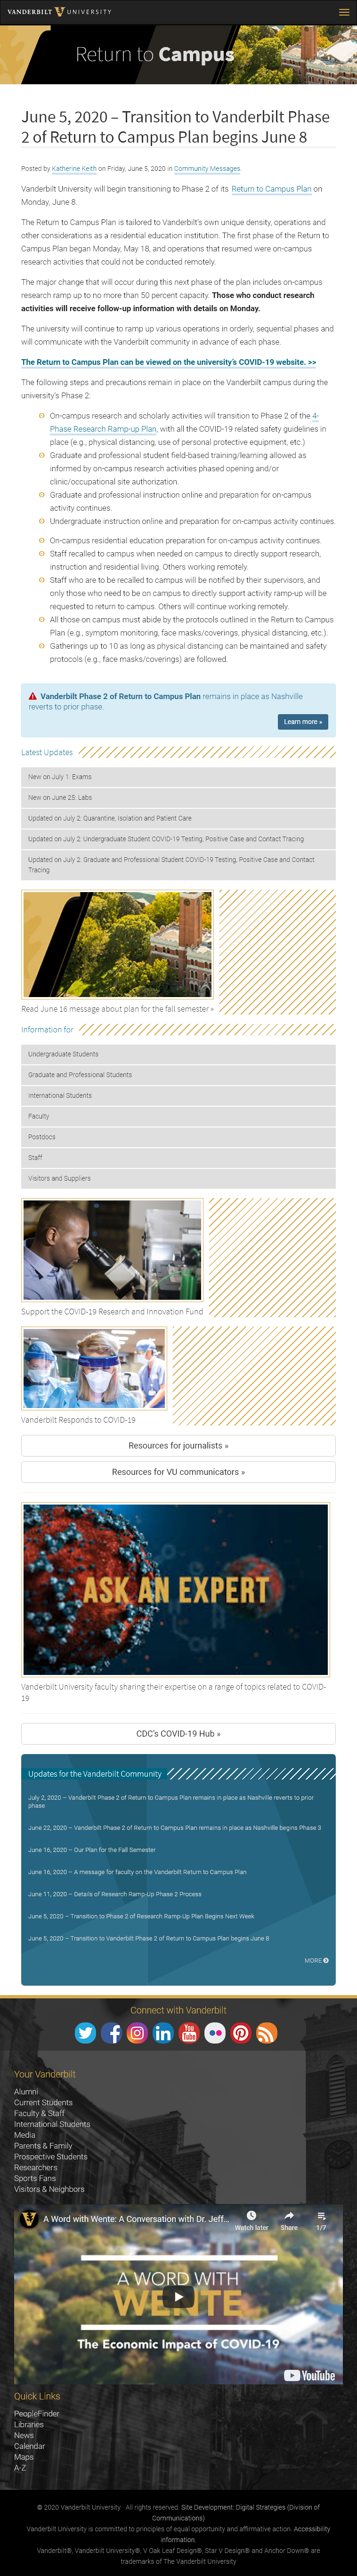 VANDERBILT V UNIVERSITY
Return to Campus
June 5, 2020 – Transition to Vanderbilt Phase
2 of Return to Campus Plan begins June 8
Posted by Katherine Keith on Friday, June 5, 2020 in Community Messages.
Vanderbilt University will begin transitioning to Phase 2 of its Return to Campus Plan on
Monday, June 8.
The Return to Campus Plan is tailored to Vanderbilt's own unique density, operations and
other considerations as a residential education institution. The first phase of the Return to
Campus Plan began Monday, May 18, and operations that resumed were on-campus
research activities that could not be conducted remotely.
The major change that will occur during this next phase of the plan includes on-campus
research ramp up to no more than 50 percent capacity. Those who conduct research
activities will receive follow-up information with details on Monday.
The university will continue to ramp up various operations in orderly, sequential phases and
will communicate with the Vanderbilt community in advance of each phase.
The Return to Campus Plan can be viewed on the university's COVID-19 website. >>
The following steps and precautions remain in place on the Vanderbilt campus during the
university's Phase 2:
On-campus research and scholarly activities will transition to Phase 2 of the 4-
Phase Research Ramp-up Plan, with all the COVID-19 related safety guidelines in
place (e.g., physical distancing, use of personal protective equipment, etc.)
Graduate and professional student field-based training/learning allowed as
informed by on-campus research activities phased opening and/or
clinic/occupational site authorization.
Graduate and professional instruction online and preparation for on-campus
activity continues.
Undergraduate instruction online and preparation for on-campus activity continues.
On-campus residential education preparation for on-campus activity continues.
Staff recalled to campus when needed on campus to directly support research,
instruction and residential living. Others working remotely.
Staff who are to be recalled to campus will be notified by their supervisors, and
only those who need to be on campus to directly support activity ramp-up will be
requested to return to campus. Others will continue working remotely.
All those on campus must abide by the protocols outlined in the Return to Campus
Plan (e.g., symptom monitoring, face masks/coverings, physical distancing, etc.).
Gatherings up to 10 as long as physical distancing can be maintained and safety
protocols (e.g., face masks/coverings) are followed.
Vanderbilt Phase 2 of Return to Campus Plan remains in place as Nashville
reverts to prior phase.
Learn more »
Latest Updates
New on July 1: Exams
New on June 25: Labs
Updated on July 2: Quarantine, Isolation and Patient Care
Updated on July 2: Undergraduate Student COVID-19 Testing, Positive Case and Contact Tracing
Updated on July 2: Graduate and Professional Student COVID-19 Testing, Positive Case and Contact
Tracing
Read June 16 message about plan for the fall semester »
Information for
Undergraduate Students
Graduate and Professional Students
International Students
Faculty
Postdocs
Staff
Visitors and Suppliers
Support the COVID-19 Research and Innovation Fund
Vanderbilt Responds to COVID-19
Resources for journalists »
Resources for VU communicators »
ASK AN EXPERT
Vanderbilt University faculty sharing their expertise on a range of topics related to COVID-
19
CDC's COVID-19 Hub »
Updates for the Vanderbilt Community
July 2, 2020 – Vanderbilt Phase 2 of Return to Campus Plan remains in place as Nashville reverts to prior
phase
June 22, 2020 – Vanderbilt Phase 2 of Return to Campus Plan remains in place as Nashville begins Phase 3
June 16, 2020 – Our Plan for the Fall Semester
June 16, 2020 – A message for faculty on the Vanderbilt Return to Campus Plan
June 11, 2020 – Details of Research Ramp-Up Phase 2 Process
June 5, 2020 – Transition to Phase 2 of Research Ramp-Up Plan Begins Next Week
June 5, 2020 – Transition to Vanderbilt Phase 2 of Return to Campus Plan begins June 8
MORE
Connect with Vanderbilt
You Tube
Your Vanderbilt
Alumni
Current Students
Faculty & Staff
International Students
Media
Parents & Family
Prospective Students
Researchers
Sports Fans
Visitors & Neighbors
A Word with Wente: A Conversation with Dr. Jeff...
Watch later
Share
1/7
A WORD WITH
WENTE
The Economic Impact of COVID-19
YouTube
Quick Links
PeopleFinder
Libraries
News
Calendar
Maps
A-Z
© 2020 Vanderbilt University · All rights reserved. Site Development: Digital Strategies (Division of
Communications)
Vanderbilt University is committed to principles of equal opportunity and affirmative action. Accessibility
information.
Vanderbilt®, Vanderbilt University®, V Oak Leaf Design®, Star V Design® and Anchor Down® are
trademarks of The Vanderbilt University